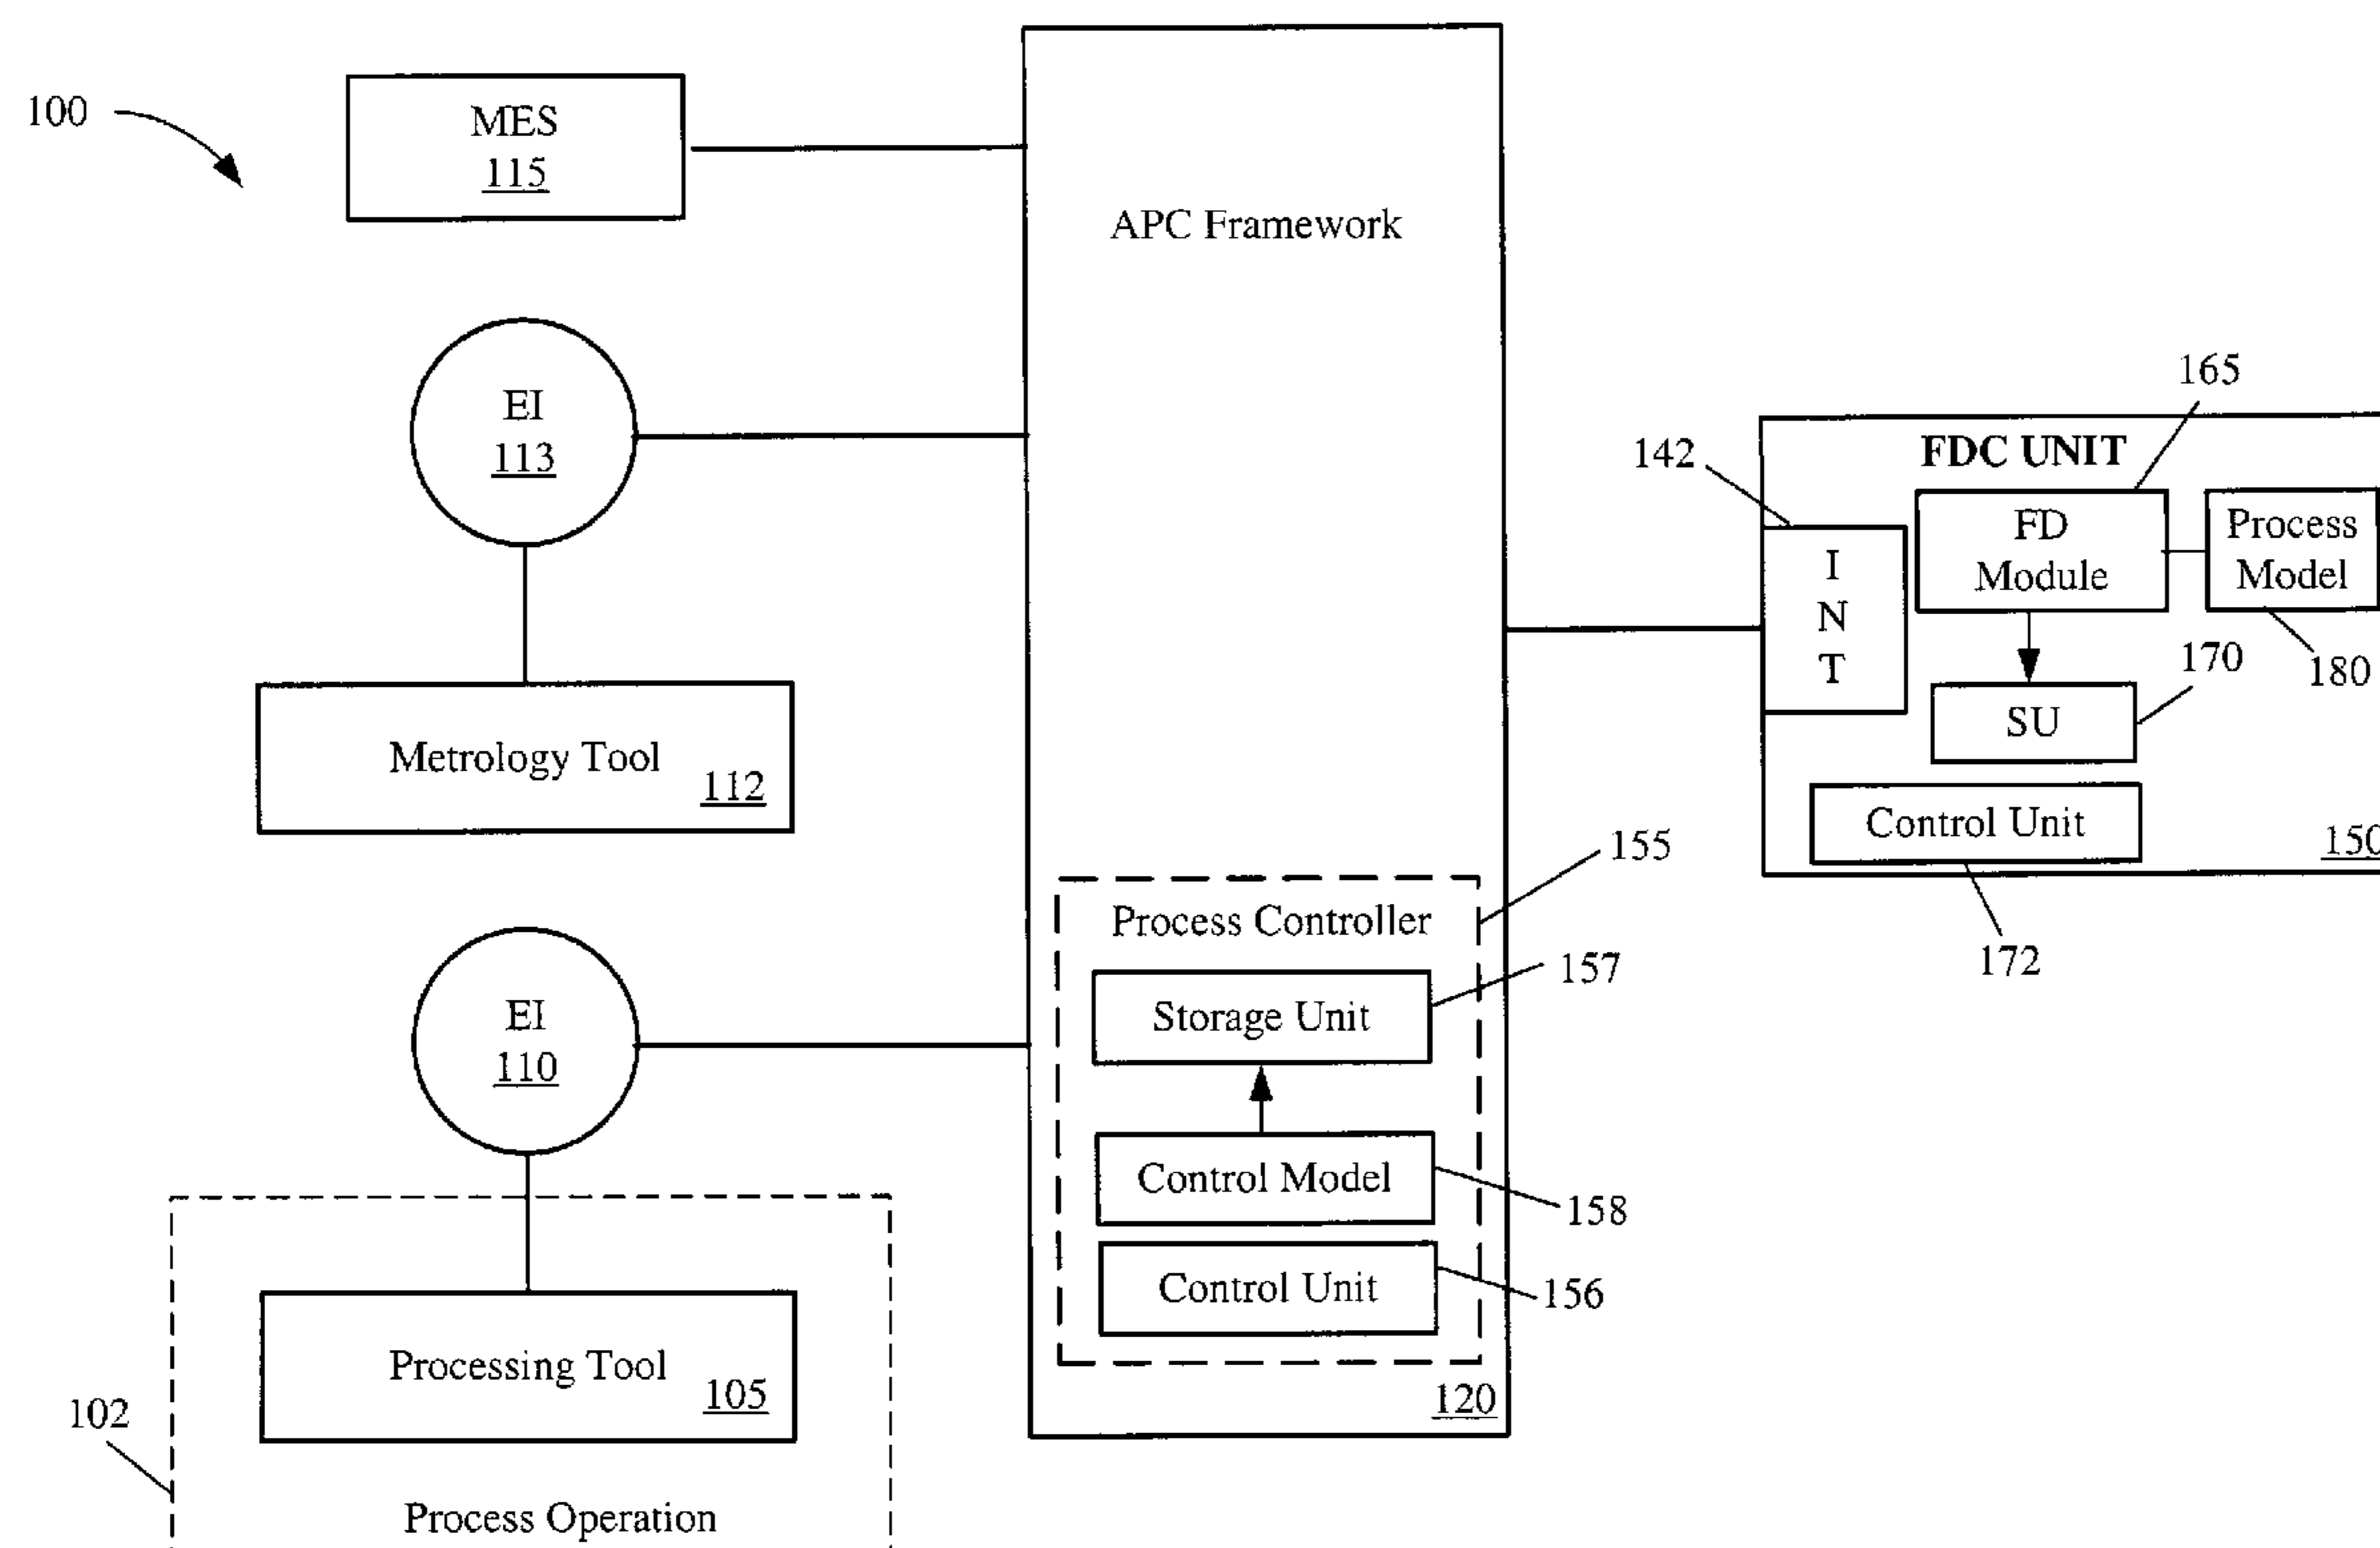 100
MES
115
APC Framework
EI
113
Metrology Tool
112
EI
110
Processing Tool
105
102
Process Operation
Process Controller
155
Storage Unit
157
Control Model
158
Control Unit
156
120
165
142
FDC UNIT
I
N
T
FD
Module
Process
Model
180
170
SU
Control Unit
150
172